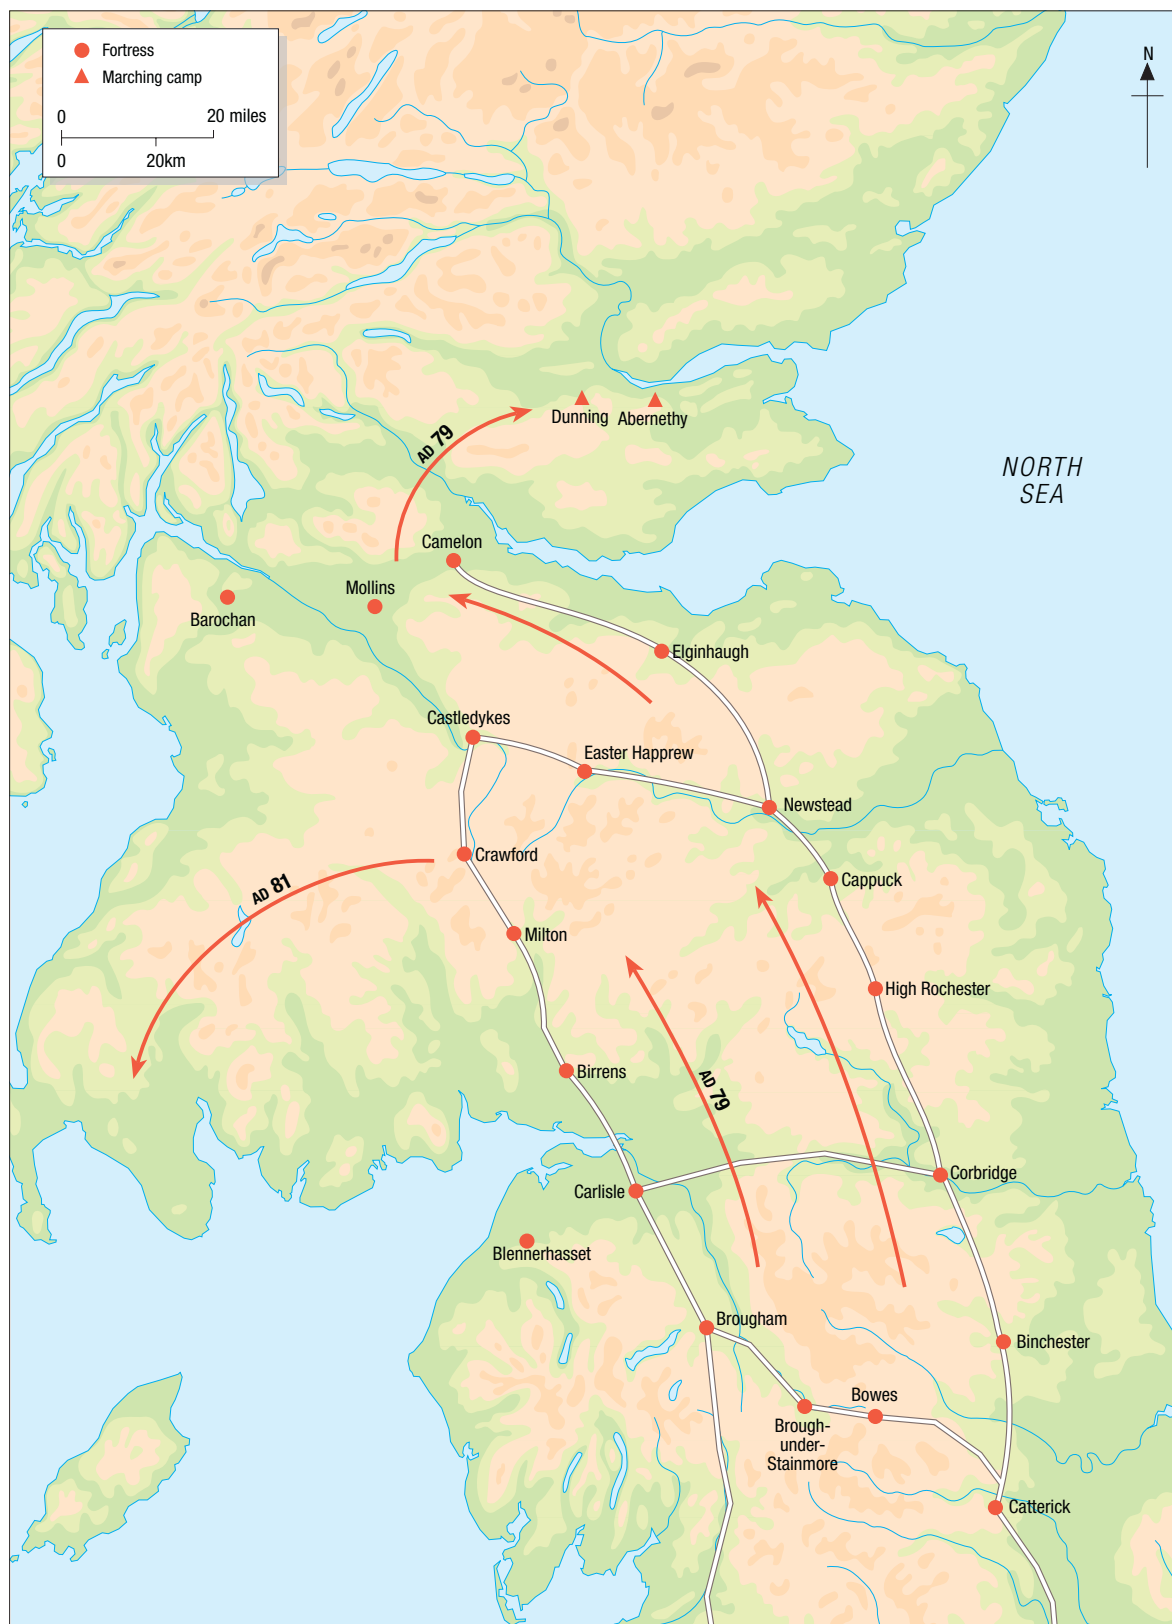 Fortress
Marching camp
0
20 miles
0
20km
N
Dunning
Abernethy
AD 79
NORTH
SEA
Camelon
Mollins
Barochan
Elginhaugh
Castledykes
Easter Happrew
Newstead
Crawford
Cappuck
AD 81
Milton
High Rochester
Birrens
AD 79
Corbridge
Carlisle
Blennerhasset
Brougham
Binchester
Bowes
Brough-
under-
Stainmore
Catterick